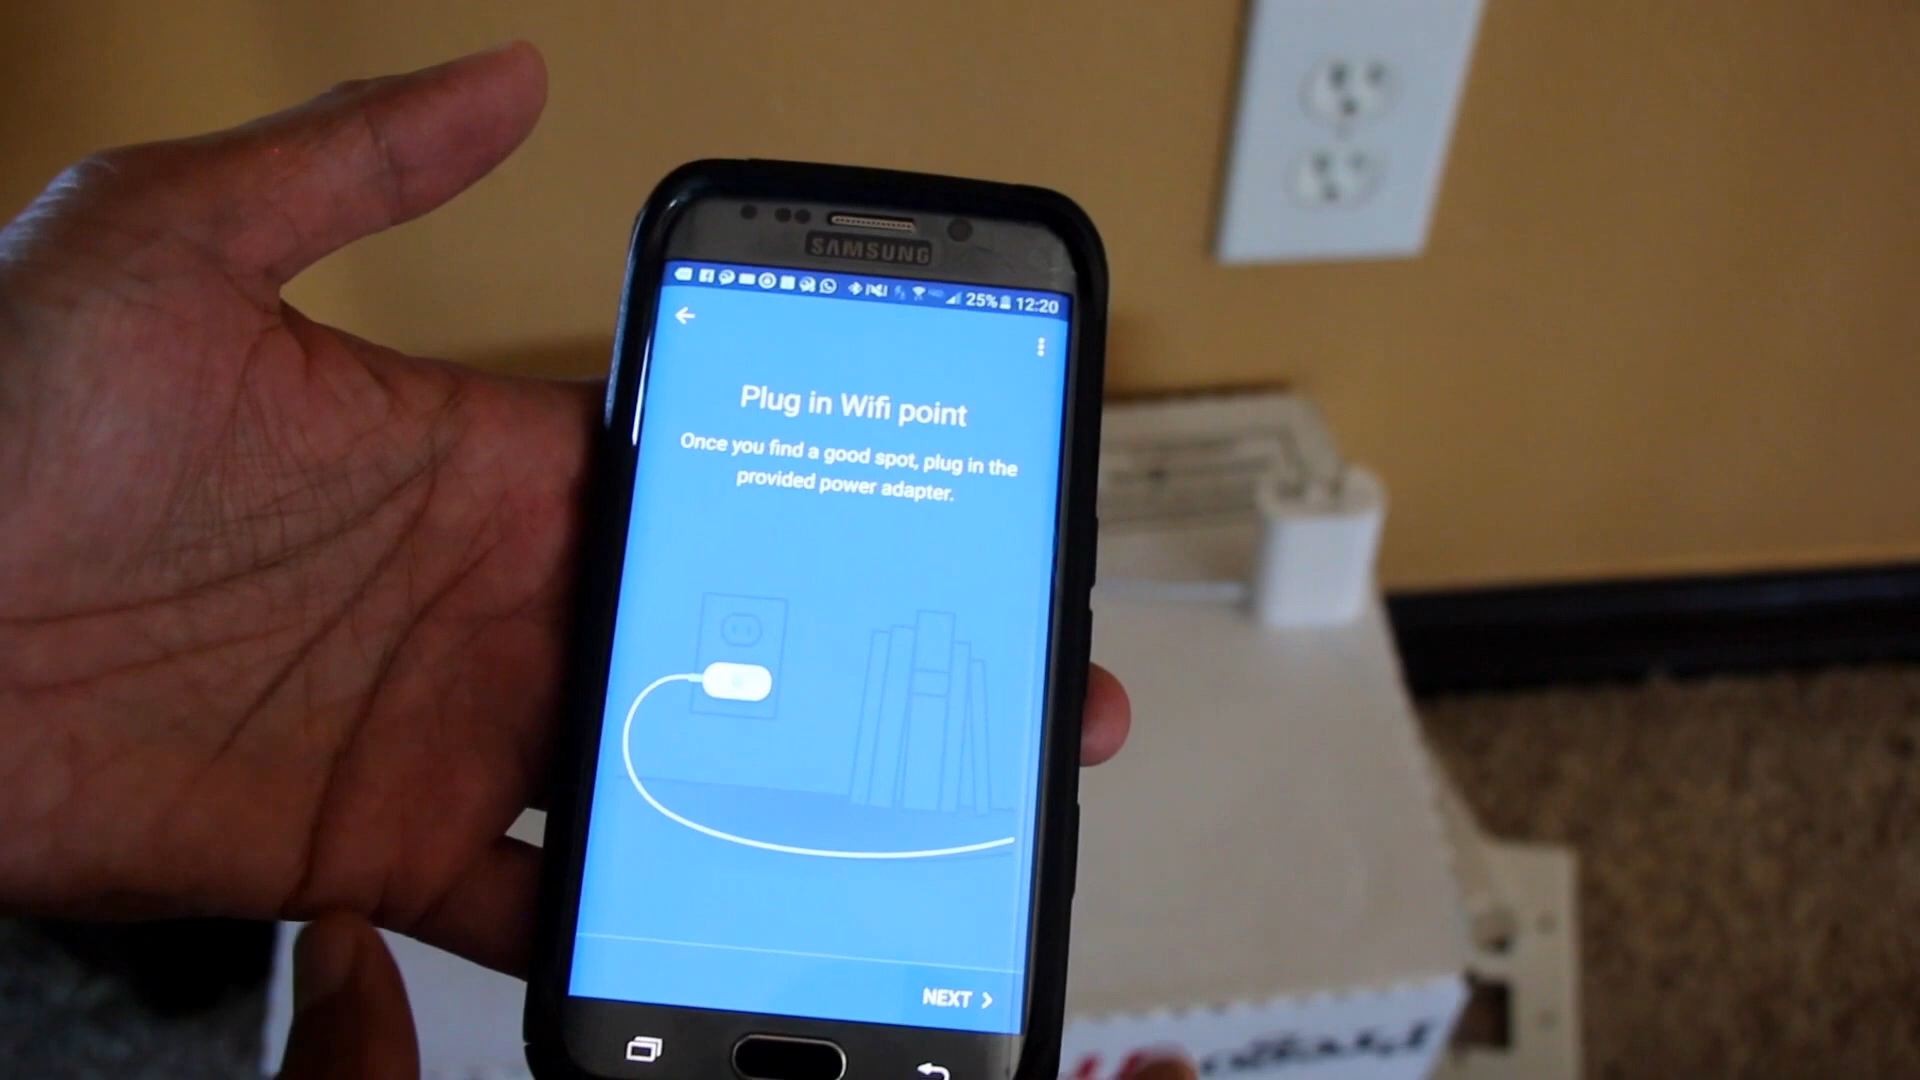 SAMSUNG
25% 12:20
Plug in Wifi point
Once you find a good spot, plug in the
provided power adapter.
NEXT